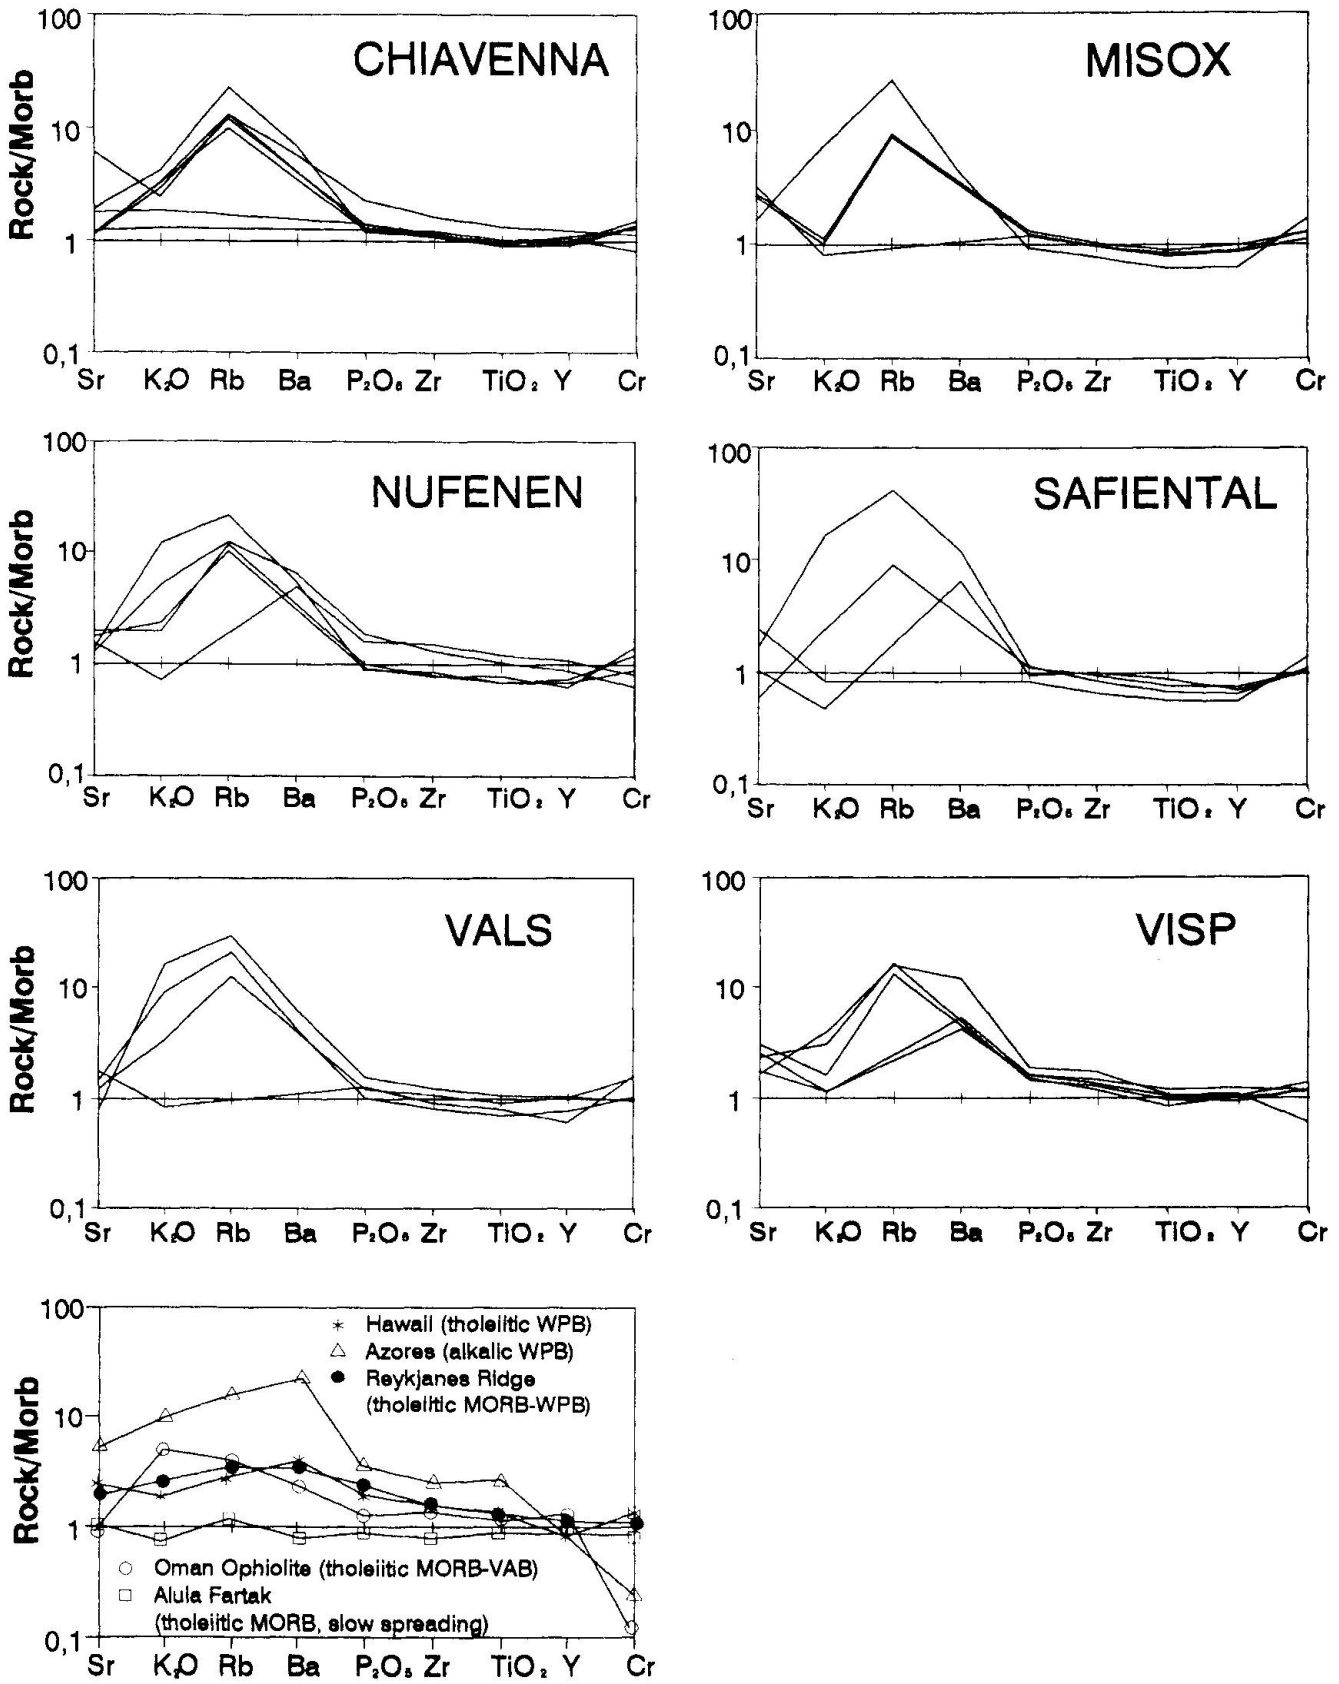 CHIAVENNA
Rock/Morb
100
10
1
0,1
Sr K₂O Rb Ba P₂O₅ Zr TiO₂ Y Cr
MISOX
100
10
1
0,1
Sr K₂O Rb Ba P₂O₅ Zr TiO₂ Y Cr
NUFENEN
Rock/Morb
100
10
1
0,1
Sr K₂O Rb Ba P₂O₅ Zr TiO₂ Y Cr
SAFIENTAL
100
10
1
0,1
Sr K₂O Rb Ba P₂O₅ Zr TiO₂ Y Cr
VALS
Rock/Morb
100
10
1
0,1
Sr K₂O Rb Ba P₂O₅ Zr TiO₂ Y Cr
VISP
100
10
1
0,1
Sr K₂O Rb Ba P₂O₅ Zr TiO₂ Y Cr
Rock/Morb
100
10
1
0,1
Hawaii (tholeiitic WPB)
Azores (alkalic WPB)
Reykjanes Ridge
(tholeiitic MORB-WPB)
Oman Ophiolite (tholeiitic MORB-VAB)
Alula Fartak
(tholeiitic MORB, slow spreading)
Sr K₂O Rb Ba P₂O₅ Zr TiO₂ Y Cr